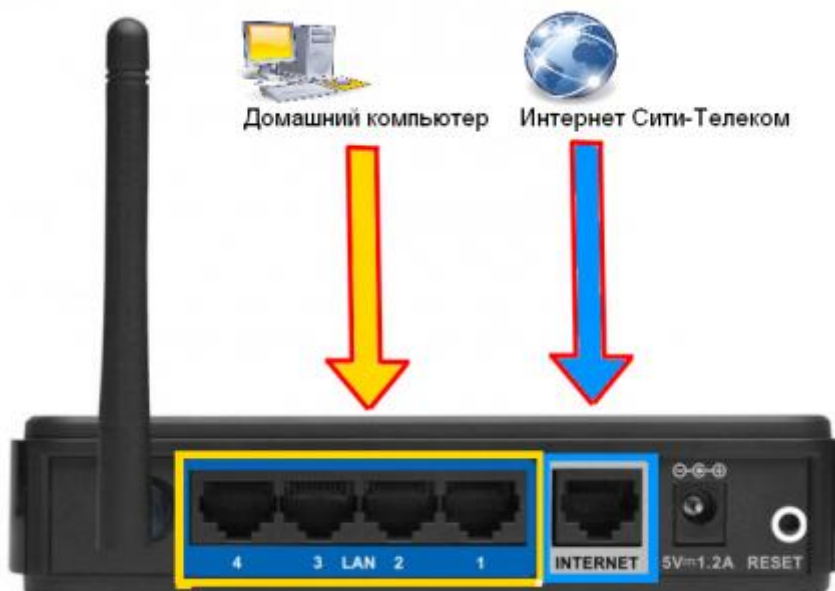 Домашний компьютер
Интернет Сити-Телеком
4 3 LAN 2 1
INTERNET
5V⎓1.2A
RESET